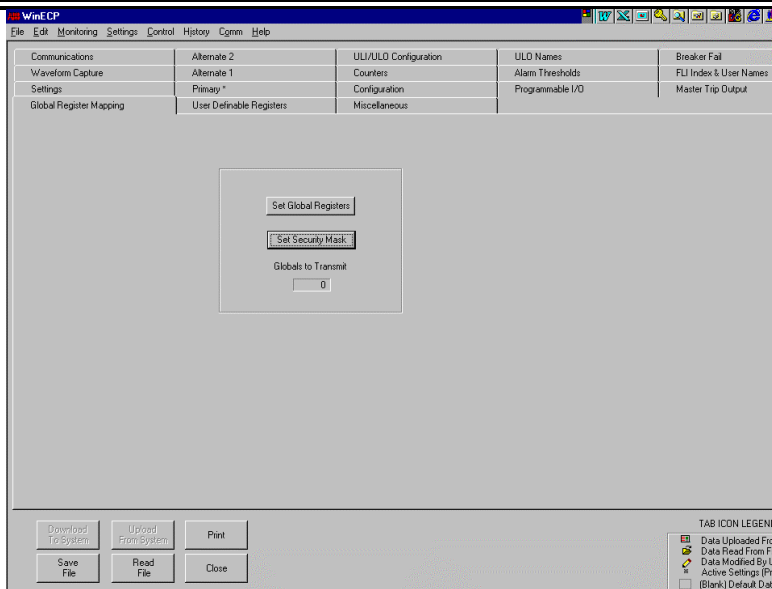 WinECP
File Edit Monitoring Settings Control History Comm Help
Communications Alternate 2 ULI/ULO Configuration ULO Names Breaker Fail
Waveform Capture Alternate 1 Counters Alarm Thresholds FLI Index & User Names
Settings Primary * Configuration Programmable I/O Master Trip Output
Global Register Mapping User Definable Registers Miscellaneous
Set Global Registers
Set Security Mask
Globals to Transmit
0
Download To System Upload From System Print
Save File Read File Close
TAB ICON LEGEN
Data Uploaded Fro
Data Read From F
Data Modified By U
Active Settings (Pr
(Blank) Default Dat